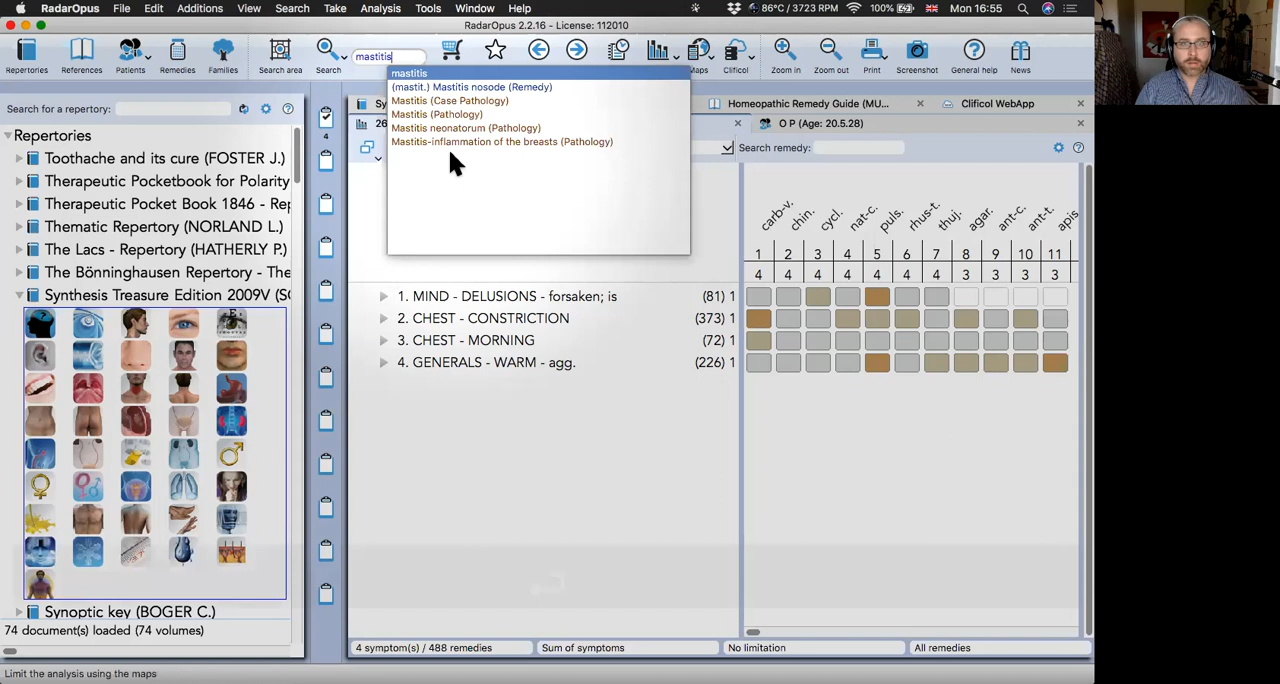 RadarOpus File Edit View Search Take Analysis Tools Window Help 86°C / 3723 RPM 100% Mon 16:55
RadarOpus 2.2.16 - License: 112010
Repertories References Patients Remedies Families Search area Search mastitis Maps Clificol Zoom in Zoom out Print Screenshot General help News
mastitis
(mastit.) Mastitis nosode (Remedy)
Mastitis (Case Pathology)
Mastitis (Pathology)
Mastitis neonatorum (Pathology)
Mastitis-inflammation of the breasts (Pathology)
Search for a repertory:
Sy
Homeopathic Remedy Guide (MU...
Clificol WebApp
26
O P (Age: 20.5.28)
4
Search remedy:
Repertories
Toothache and its cure (FOSTER J.)
Therapeutic Pocketbook for Polarity
Therapeutic Pocket Book 1846 - Rep
Thematic Repertory (NORLAND L.)
The Lacs - Repertory (HATHERLY P.)
The Bönninghausen Repertory - The
Synthesis Treasure Edition 2009V (SC
Synoptic key (BOGER C.)
74 document(s) loaded (74 volumes)
carb-v. chin. cycl. nat-c. puls. rhus-t. thuj. agar. ant-c. ant-t. apis
1 2 3 4 5 6 7 8 9 10 11
4 4 4 4 4 4 4 3 3 3 3
1. MIND - DELUSIONS - forsaken; is (81) 1
2. CHEST - CONSTRICTION (373) 1
3. CHEST - MORNING (72) 1
4. GENERALS - WARM - agg. (226) 1
4 symptom(s) / 488 remedies Sum of symptoms No limitation All remedies
Limit the analysis using the maps